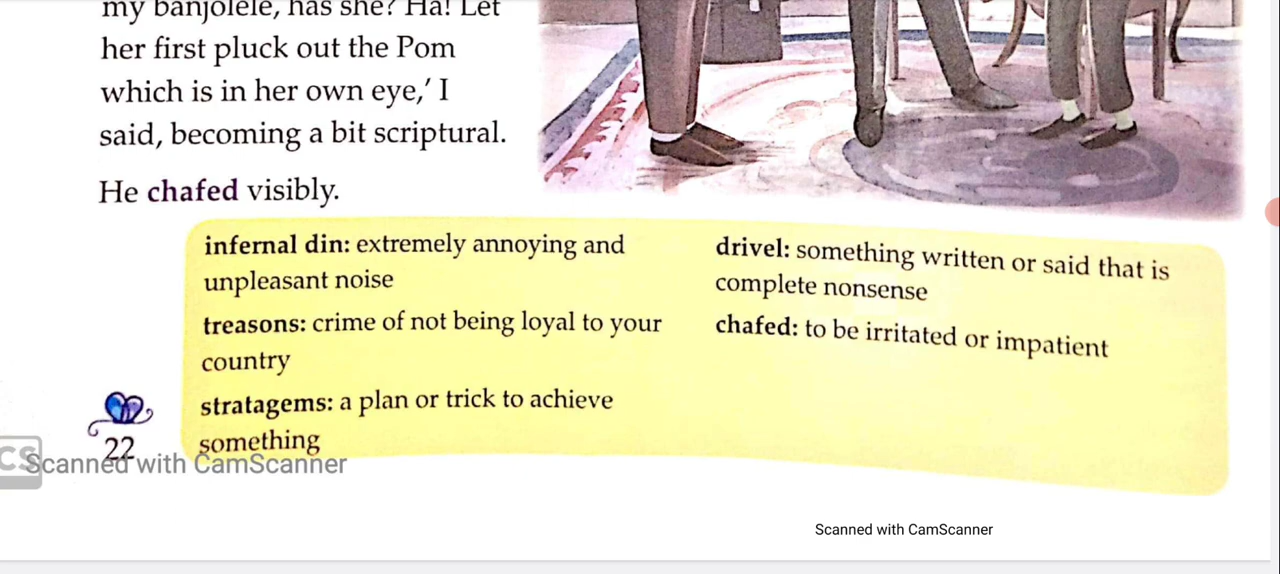 my banjolele, has she? Ha! Let
her first pluck out the Pom
which is in her own eye,' I
said, becoming a bit scriptural.
He chafed visibly.
infernal din: extremely annoying and
unpleasant noise
treasons: crime of not being loyal to your
country
stratagems: a plan or trick to achieve
something
drivel: something written or said that is
complete nonsense
chafed: to be irritated or impatient
22
CS Scanned with CamScanner
Scanned with CamScanner